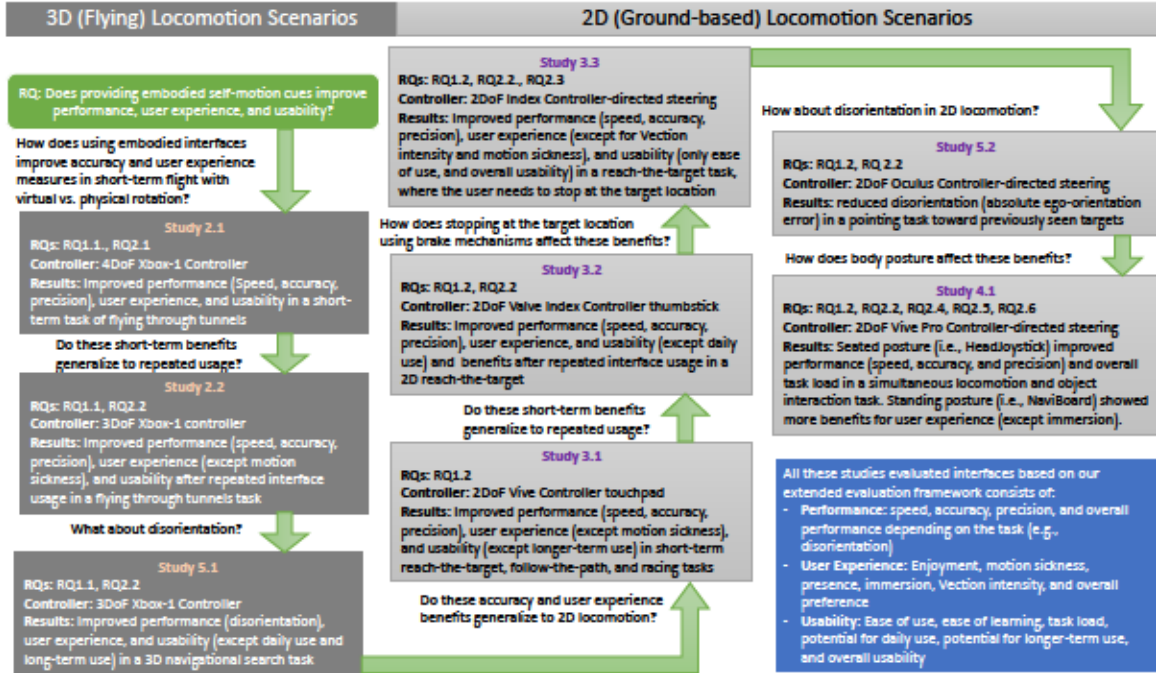 3D (Flying) Locomotion Scenarios
2D (Ground-based) Locomotion Scenarios
RQ: Does providing embodied self-motion cues improve
performance, user experience, and usability?
How does using embodied interfaces
improve accuracy and user experience
measures in short-term flight with
virtual vs. physical rotation?
Study 2.1
RQs: RQ1.1., RQ2.1
Controller: 4DoF Xbox-1 Controller
Results: Improved performance (Speed, accuracy,
precision), user experience, and usability in a short-
term task of flying through tunnels
Do these short-term benefits
generalize to repeated usage?
Study 2.2
RQs: RQ1.1, RQ2.2
Controller: 3DoF Xbox-1 controller
Results: Improved performance (speed, accuracy,
precision), user experience (except motion
sickness), and usability after repeated interface
usage in a flying through tunnels task
What about disorientation?
Study 5.1
RQs: RQ1.1, RQ2.2
Controller: 3DoF Xbox-1 Controller
Results: Improved performance (disorientation),
user experience, and usability (except daily use and
long-term use) in a 3D navigational search task
Do these accuracy and user experience
benefits generalize to 2D locomotion?
Study 3.1
RQs: RQ1.2
Controller: 2DoF Vive Controller touchpad
Results: Improved performance (speed, accuracy,
precision), user experience (except motion sickness),
and usability (except longer-term use) in short-term
reach-the-target, follow-the-path, and racing tasks
Do these short-term benefits
generalize to repeated usage?
Study 3.2
RQs: RQ1.2, RQ2.2
Controller: 2DoF Valve Index Controller thumbstick
Results: Improved performance (speed, accuracy,
precision), user experience, and usability (except daily
use) and  benefits after repeated interface usage in a
2D reach-the-target
How does stopping at the target location
using brake mechanisms affect these benefits?
Study 3.3
RQs: RQ1.2, RQ2.2., RQ2.3
Controller: 2DoF Index Controller-directed steering
Results: Improved performance (speed, accuracy,
precision), user experience (except for Vection
intensity and motion sickness), and usability (only ease
of use, and overall usability) in a reach-the-target task,
where the user needs to stop at the target location
How about disorientation in 2D locomotion?
Study 5.2
RQs: RQ1.2, RQ 2.2
Controller: 2DoF Oculus Controller-directed steering
Results: reduced disorientation (absolute ego-orientation
error) in a pointing task toward previously seen targets
How does body posture affect these benefits?
Study 4.1
RQs: RQ1.2, RQ2.2, RQ2.4, RQ2.5, RQ2.6
Controller: 2DoF Vive Pro Controller-directed steering
Results: Seated posture (i.e., HeadJoystick) improved
performance (speed, accuracy, and precision) and overall
task load in a simultaneous locomotion and object
interaction task. Standing posture (i.e., NaviBoard) showed
more benefits for user experience (except immersion).
All these studies evaluated interfaces based on our
extended evaluation framework consists of:
- Performance: speed, accuracy, precision, and overall
performance depending on the task (e.g.,
disorientation)
- User Experience: Enjoyment, motion sickness,
presence, immersion, Vection intensity, and overall
preference
- Usability: Ease of use, ease of learning, task load,
potential for daily use, potential for longer-term use,
and overall usability